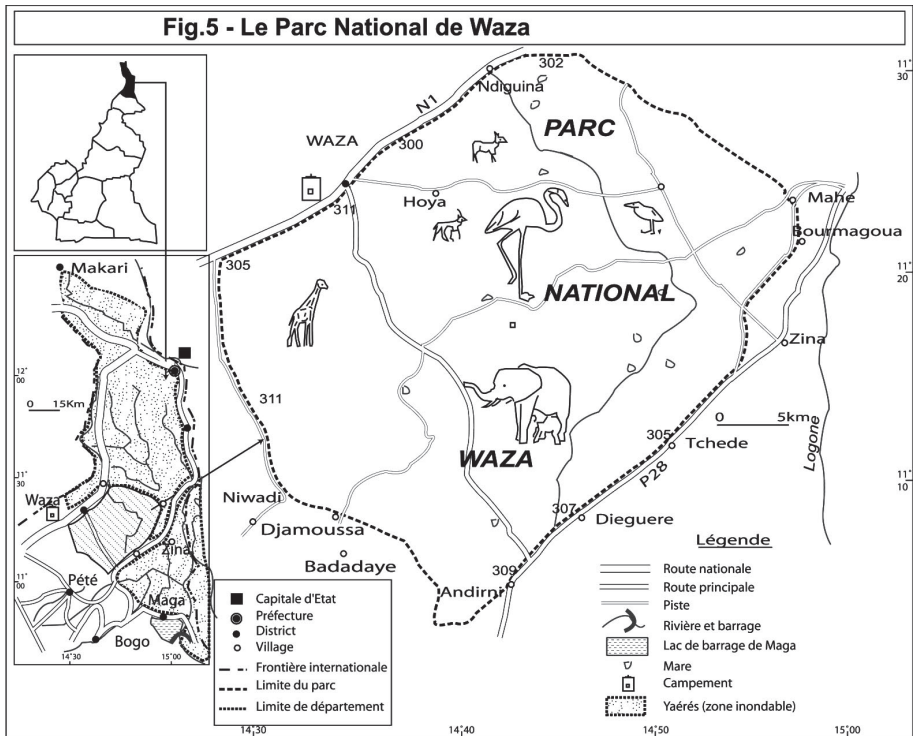 Fig.5 - Le Parc National de Waza
302
11°
30
Ndiguina
N1
PARC
WAZA
300
311
Hoya
Mahe
Bourmagoua
305
11°
20
NATIONAL
Makari
Zina
12°
00
0 15Km
311
0 5km
305
Tchede
Logone
P28
WAZA
11°
30
11°
10
Waza
Niwadi
307
Dieguere
Djamoussa
Zina
Badadaye
309
Andirni
11°
00
Pété
Maga
Bogo
14°30
15°00
Capitale d'Etat
Préfecture
District
Village
Frontière internationale
Limite du parc
Limite de département
Légende
Route nationale
Route principale
Piste
Rivière et barrage
Lac de barrage de Maga
Mare
Campement
Yaérés (zone inondable)
14°30
14°40
14°50
15°00